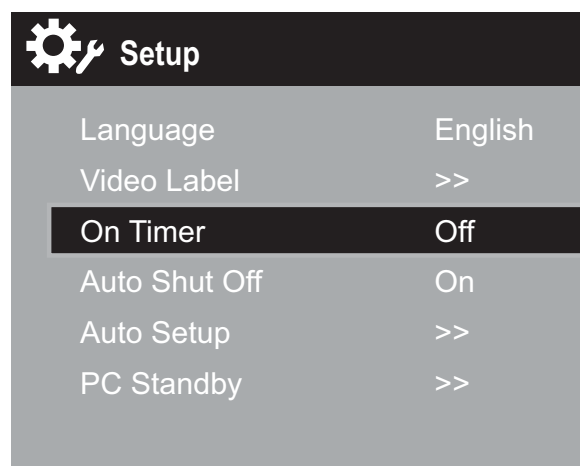 Setup
Language English
Video Label >>
On Timer Off
Auto Shut Off On
Auto Setup >>
PC Standby >>